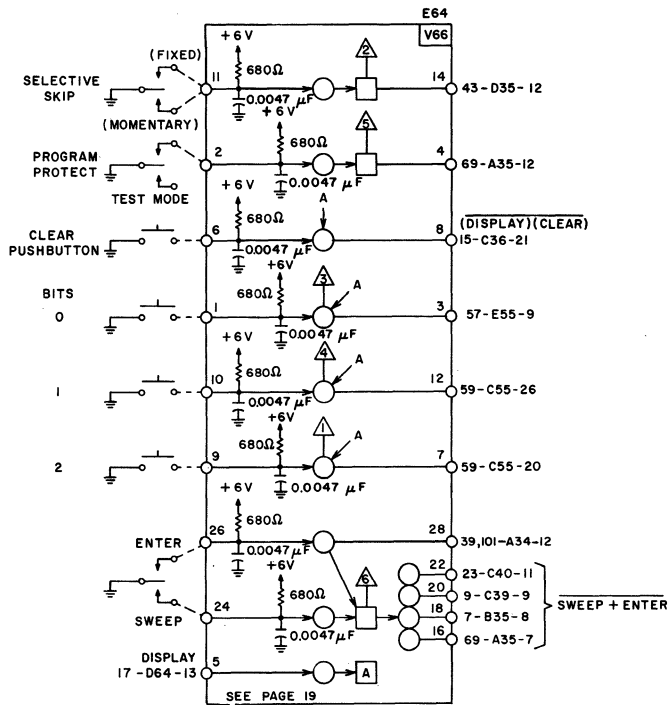 E64
V66
+6V
(FIXED)
680Ω
2
SELECTIVE
SKIP
11
14
43-D35-12
0.0047 μF
(MOMENTARY)
+6V
5
PROGRAM
PROTECT
680Ω
2
4
69-A35-12
0.0047 μF
TEST MODE
+6V
A
CLEAR
PUSHBUTTON
680Ω
6
8
(DISPLAY)(CLEAR)
15-C36-21
0.0047 μF
+6V
3
BITS
0
680Ω
A
1
3
57-E55-9
0.0047 μF
+6V
4
1
680Ω
A
10
12
59-C55-26
0.0047 μF
+6V
1
2
680Ω
A
9
7
59-C55-20
0.0047 μF
+6V
680Ω
ENTER
26
28
39,101-A34-12
0.0047 μF
+6V
6
22
23-C40-11
20
9-C39-9
680Ω
24
18
7-B35-8
SWEEP + ENTER
SWEEP
0.0047 μF
16
69-A35-7
DISPLAY
17-D64-13
5
A
SEE PAGE 19